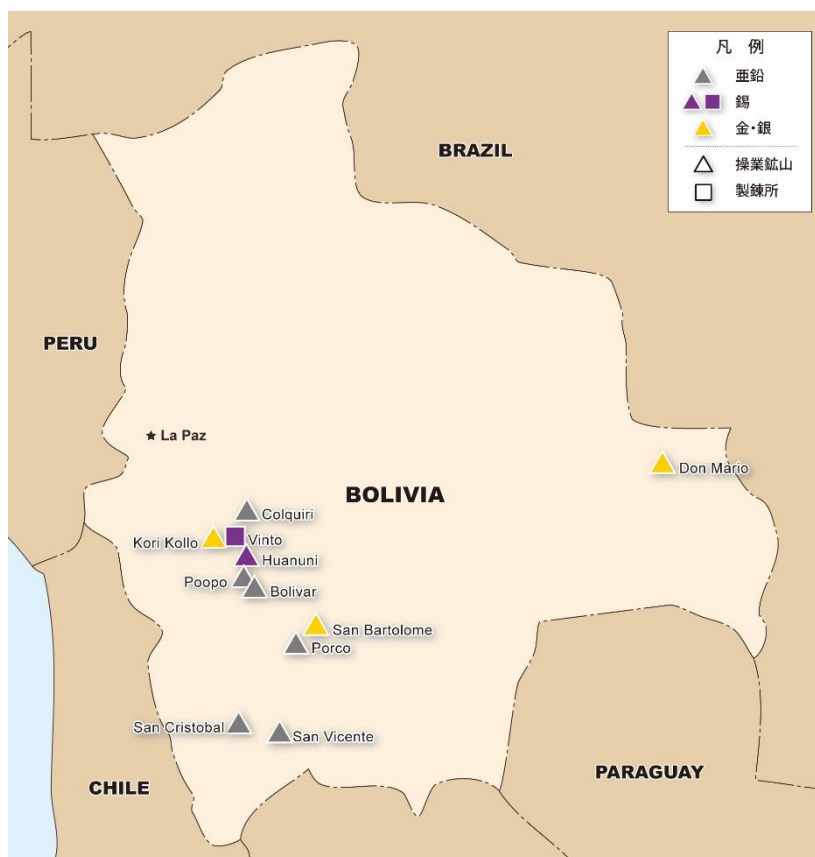 凡 例
亜鉛
錫
金・銀
操業鉱山
製錬所
BRAZIL
PERU
★ La Paz
Don Mario
BOLIVIA
Colquiri
Kori Kollo
Vinto
Huanuni
Poopo
Bolivar
San Bartolome
Porco
San Cristobal
San Vicente
CHILE
PARAGUAY